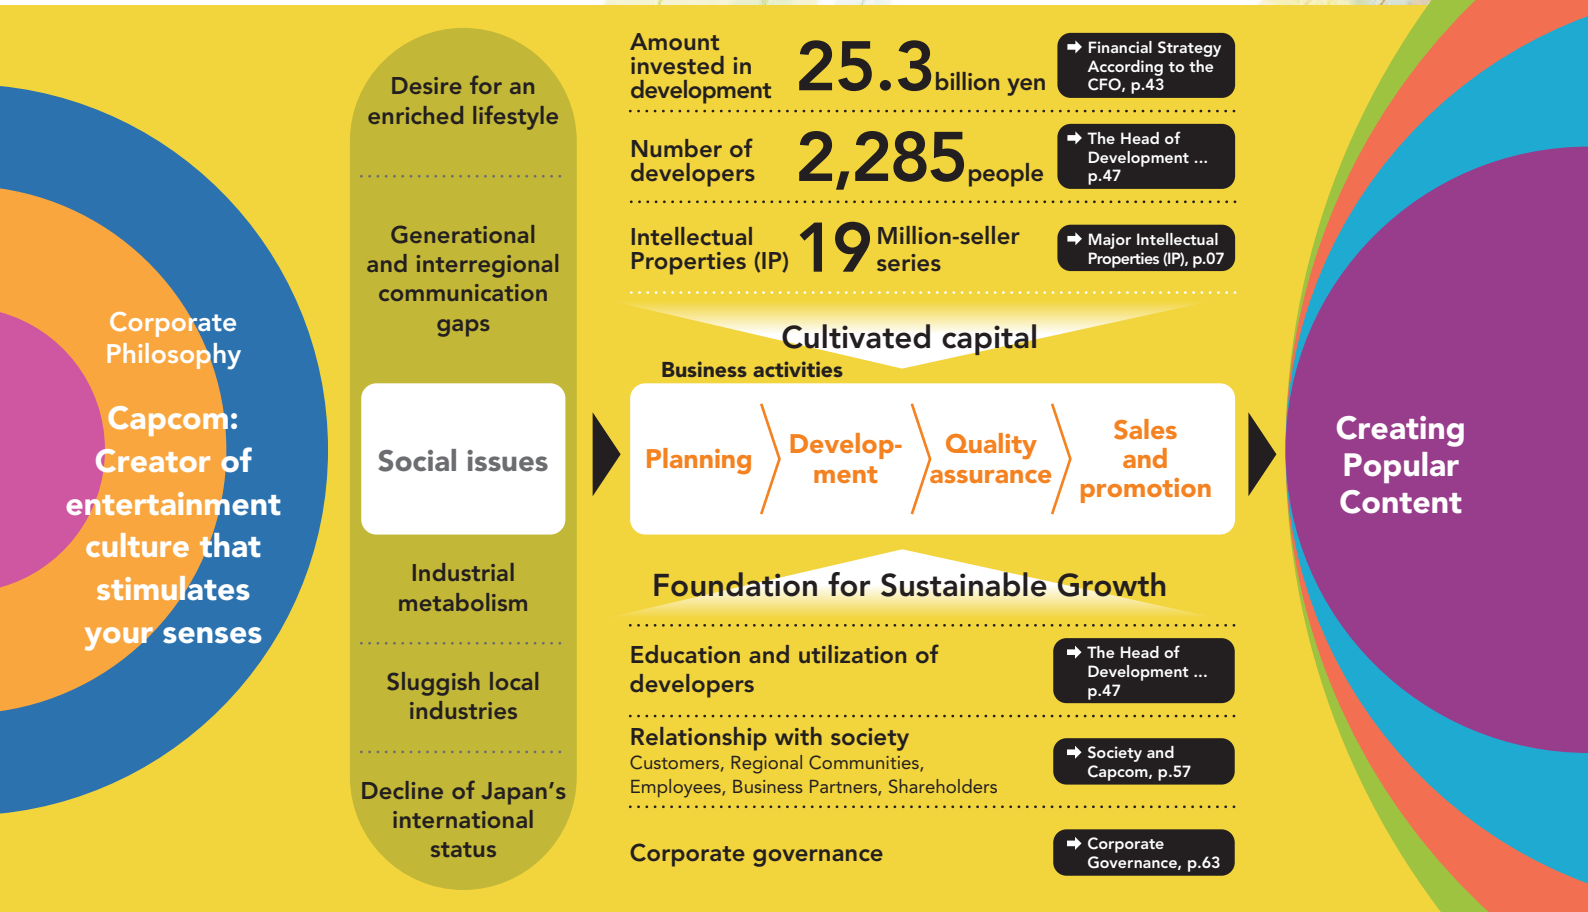 Corporate
Philosophy
Capcom:
Creator of
entertainment
culture that
stimulates
your senses
Desire for an
enriched lifestyle
Generational
and interregional
communication
gaps
Social issues
Industrial
metabolism
Sluggish local
industries
Decline of Japan's
international
status
Amount
invested in
development
25.3 billion yen
➡ Financial Strategy
According to the
CFO, p.43
Number of
developers
2,285 people
➡ The Head of
Development ...
p.47
Intellectual
Properties (IP)
19 Million-seller
series
➡ Major Intellectual
Properties (IP), p.07
Cultivated capital
Business activities
Planning
Develop-
ment
Quality
assurance
Sales
and
promotion
Foundation for Sustainable Growth
Education and utilization of
developers
➡ The Head of
Development ...
p.47
Relationship with society
Customers, Regional Communities,
Employees, Business Partners, Shareholders
➡ Society and
Capcom, p.57
Corporate governance
➡ Corporate
Governance, p.63
Creating
Popular
Content